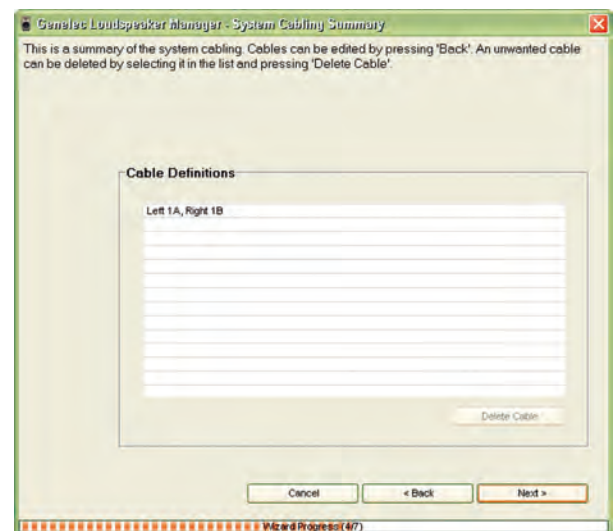 Genelec Loudspeaker Manager - System Cabling Summary
This is a summary of the system cabling. Cables can be edited by pressing 'Back'. An unwanted cable
can be deleted by selecting it in the list and pressing 'Delete Cable'.
Cable Definitions
Left 1A, Right 1B
Delete Cable
Cancel
< Back
Next >
Wizard Progress (4/7)